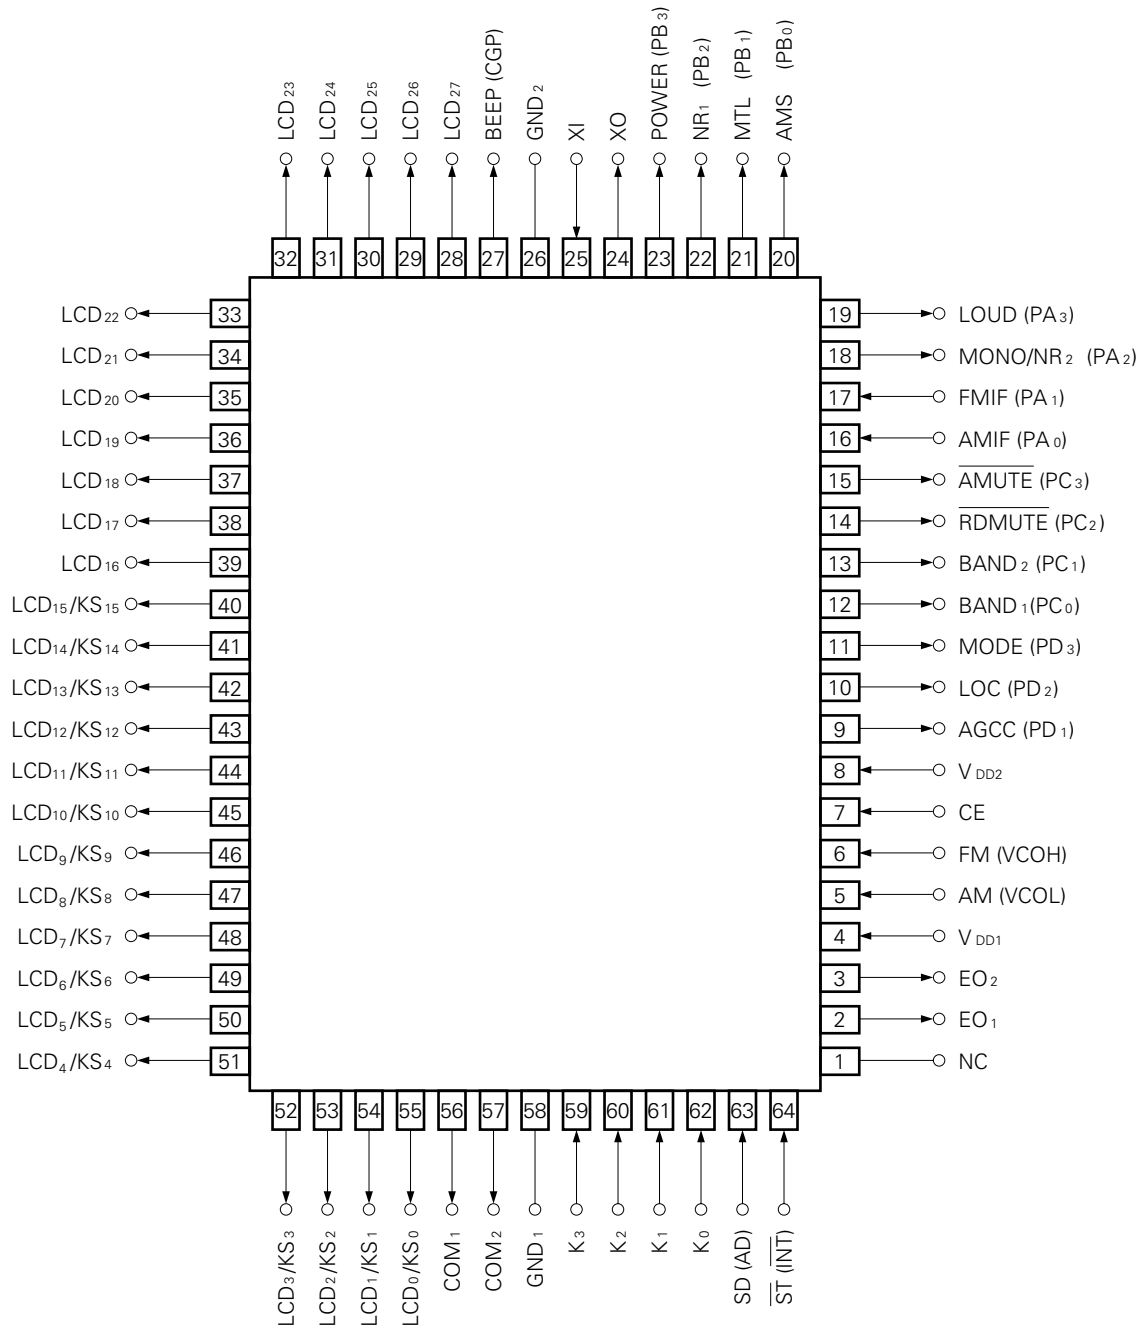 LCD23
LCD24
LCD25
LCD26
LCD27
BEEP (CGP)
GND2
XI
XO
POWER (PB3)
NR1 (PB2)
MTL (PB1)
AMS (PB0)
32 31 30 29 28 27 26 25 24 23 22 21 20
LCD22 33 19 LOUD (PA3)
LCD21 34 18 MONO/NR2 (PA2)
LCD20 35 17 FMIF (PA1)
LCD19 36 16 AMIF (PA0)
LCD18 37 15 AMUTE (PC3)
LCD17 38 14 RDMUTE (PC2)
LCD16 39 13 BAND2 (PC1)
LCD15/KS15 40 12 BAND1(PC0)
LCD14/KS14 41 11 MODE (PD3)
LCD13/KS13 42 10 LOC (PD2)
LCD12/KS12 43 9 AGCC (PD1)
LCD11/KS11 44 8 VDD2
LCD10/KS10 45 7 CE
LCD9/KS9 46 6 FM (VCOH)
LCD8/KS8 47 5 AM (VCOL)
LCD7/KS7 48 4 VDD1
LCD6/KS6 49 3 EO2
LCD5/KS5 50 2 EO1
LCD4/KS4 51 1 NC
52 53 54 55 56 57 58 59 60 61 62 63 64
LCD3/KS3
LCD2/KS2
LCD1/KS1
LCD0/KS0
COM1
COM2
GND1
K3
K2
K1
K0
SD (AD)
ST (INT)